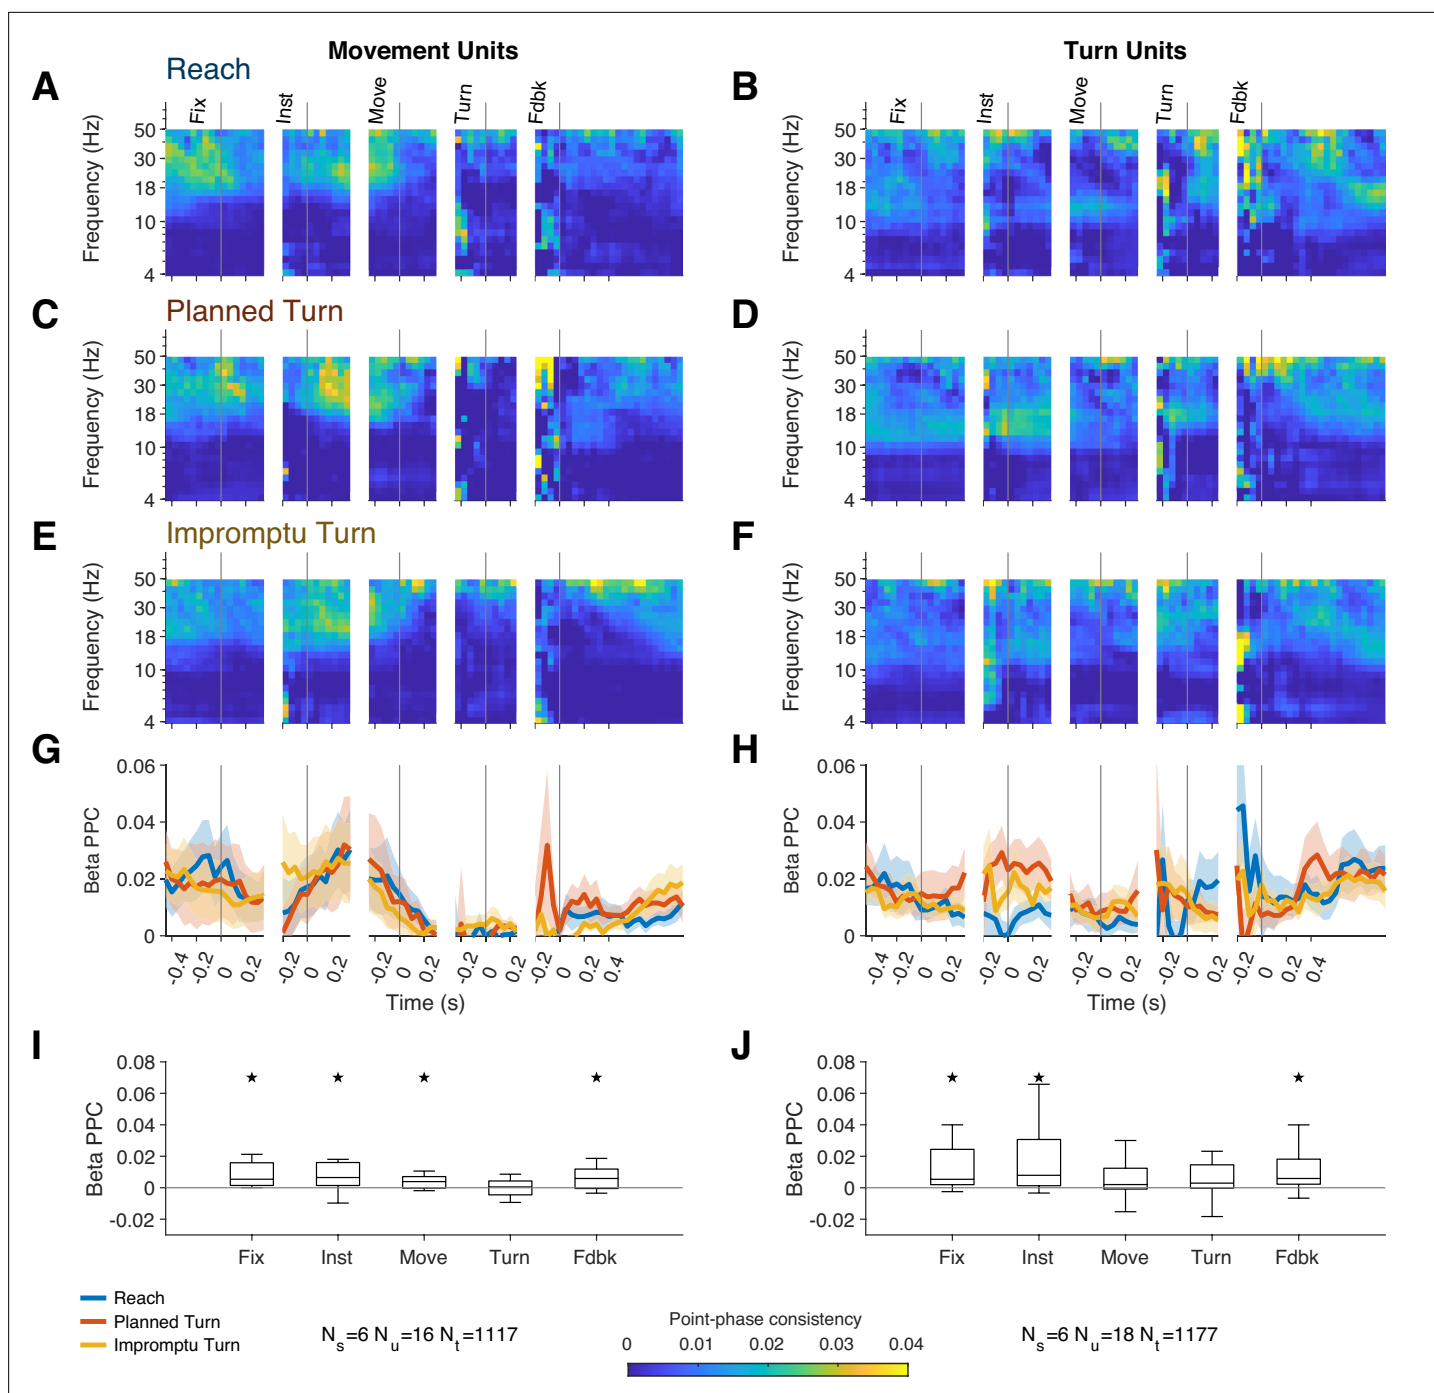 Movement Units
Turn Units
A
Reach
Fix
Inst
Move
Turn
Fdbk
B
Fix
Inst
Move
Turn
Fdbk
Frequency (Hz)
50
30
18
10
4
Frequency (Hz)
50
30
18
10
4
C
Planned Turn
D
Frequency (Hz)
50
30
18
10
4
Frequency (Hz)
50
30
18
10
4
E
Impromptu Turn
F
Frequency (Hz)
50
30
18
10
4
Frequency (Hz)
50
30
18
10
4
G
Beta PPC
0.06
0.04
0.02
0
-0.4 -0.2 0 0.2 -0.2 0 0.2 -0.2 0 0.2 -0.2 0 0.2 -0.2 0 0.2 0.4
Time (s)
H
Beta PPC
0.06
0.04
0.02
0
-0.4 -0.2 0 0.2 -0.2 0 0.2 -0.2 0 0.2 -0.2 0 0.2 -0.2 0 0.2 0.4
Time (s)
I
Beta PPC
0.08
0.06
0.04
0.02
0
-0.02
Fix Inst Move Turn Fdbk
J
Beta PPC
0.08
0.06
0.04
0.02
0
-0.02
Fix Inst Move Turn Fdbk
Reach
Planned Turn
Impromptu Turn
N_s=6 N_u=16 N_t=1117
Point-phase consistency
0 0.01 0.02 0.03 0.04
N_s=6 N_u=18 N_t=1177